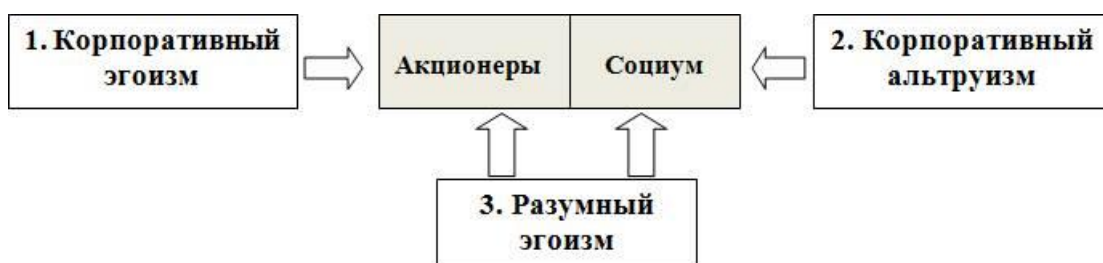 1. Корпоративный
эгоизм
Акционеры
Социум
2. Корпоративный
альтруизм
3. Разумный
эгоизм